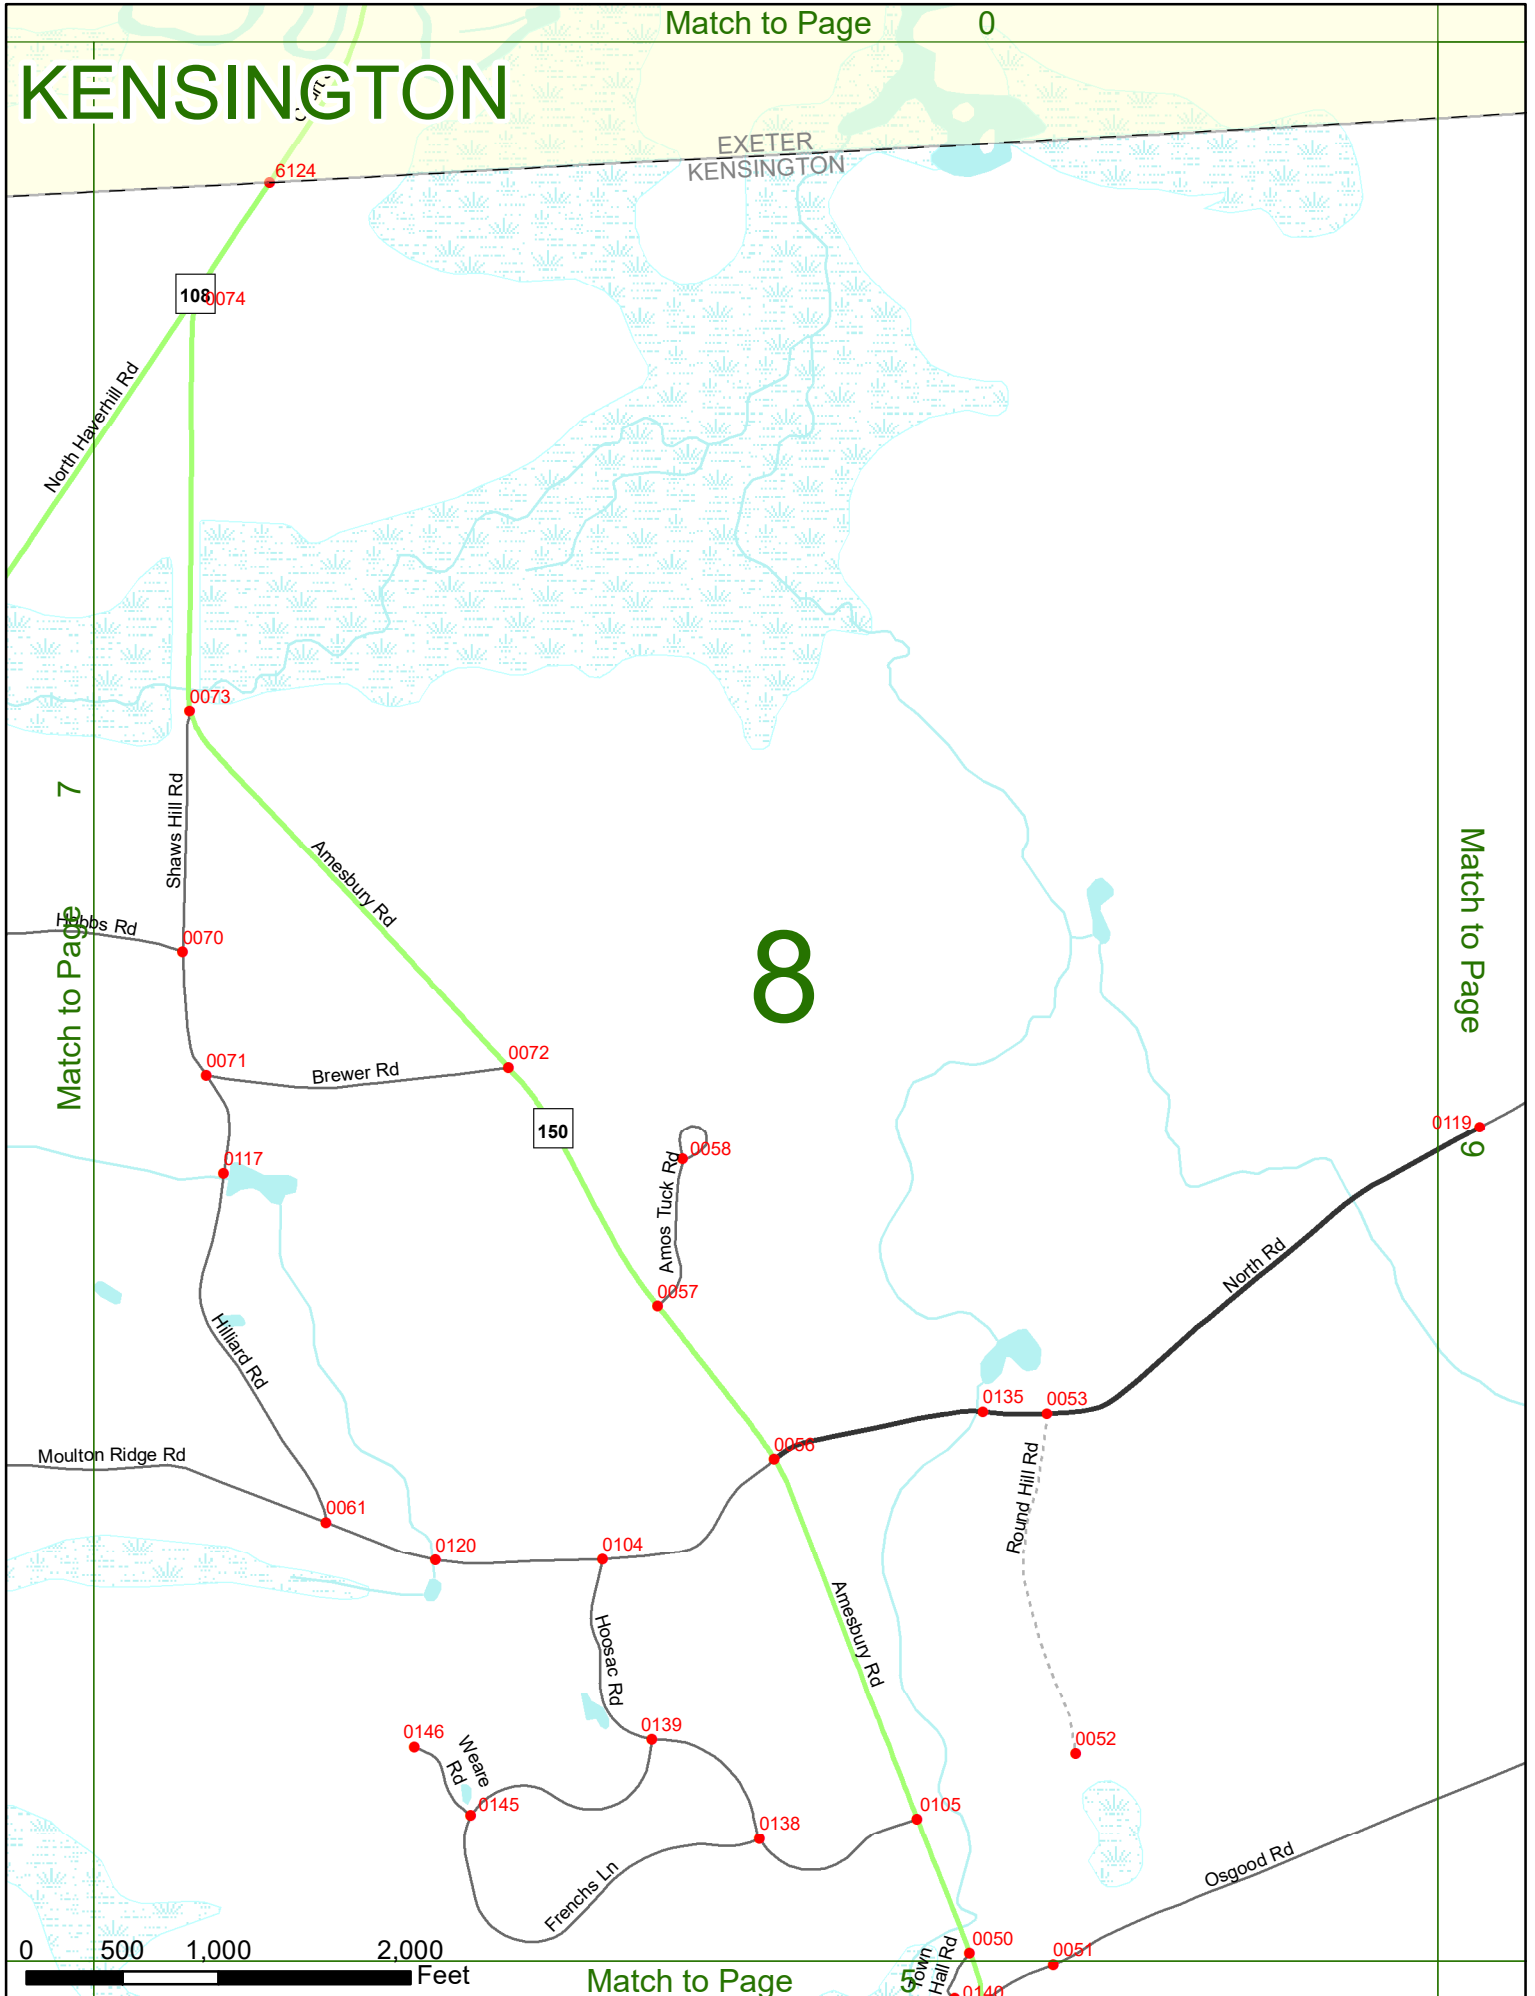 Match to Page 0
KENSINGTON
EXETER
KENSINGTON
6124
108
0074
North Haverhill Rd
0073
Shaws Hill Rd
Match to Page 7
Amesbury Rd
Hobbs Rd
0070
8
Match to Page 9
0071
Brewer Rd
0072
150
0119
0058
0117
Amos Tuck Rd
0057
North Rd
Hilliard Rd
0135
0053
0056
Moulton Ridge Rd
Round Hill Rd
0061
0120
0104
Amesbury Rd
Hoosac Rd
0139
0146
Weare
Rd
0052
0145
0105
0138
Osgood Rd
Frenchs Ln
0050
0051
Town
Hall Rd
0140
0 500 1,000 2,000
Feet
Match to Page 5